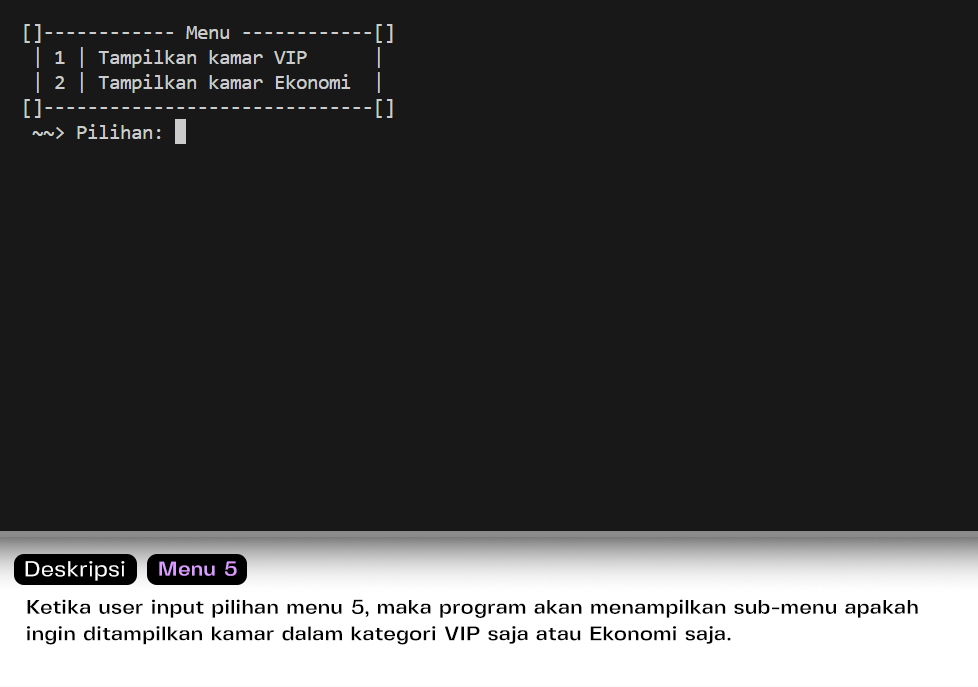 []------------ Menu ------------[]
| 1 | Tampilkan kamar VIP |
| 2 | Tampilkan kamar Ekonomi |
[]------------------------------[]
~~> Pilihan:
Deskripsi Menu 5
Ketika user input pilihan menu 5, maka program akan menampilkan sub-menu apakah
ingin ditampilkan kamar dalam kategori VIP saja atau Ekonomi saja.